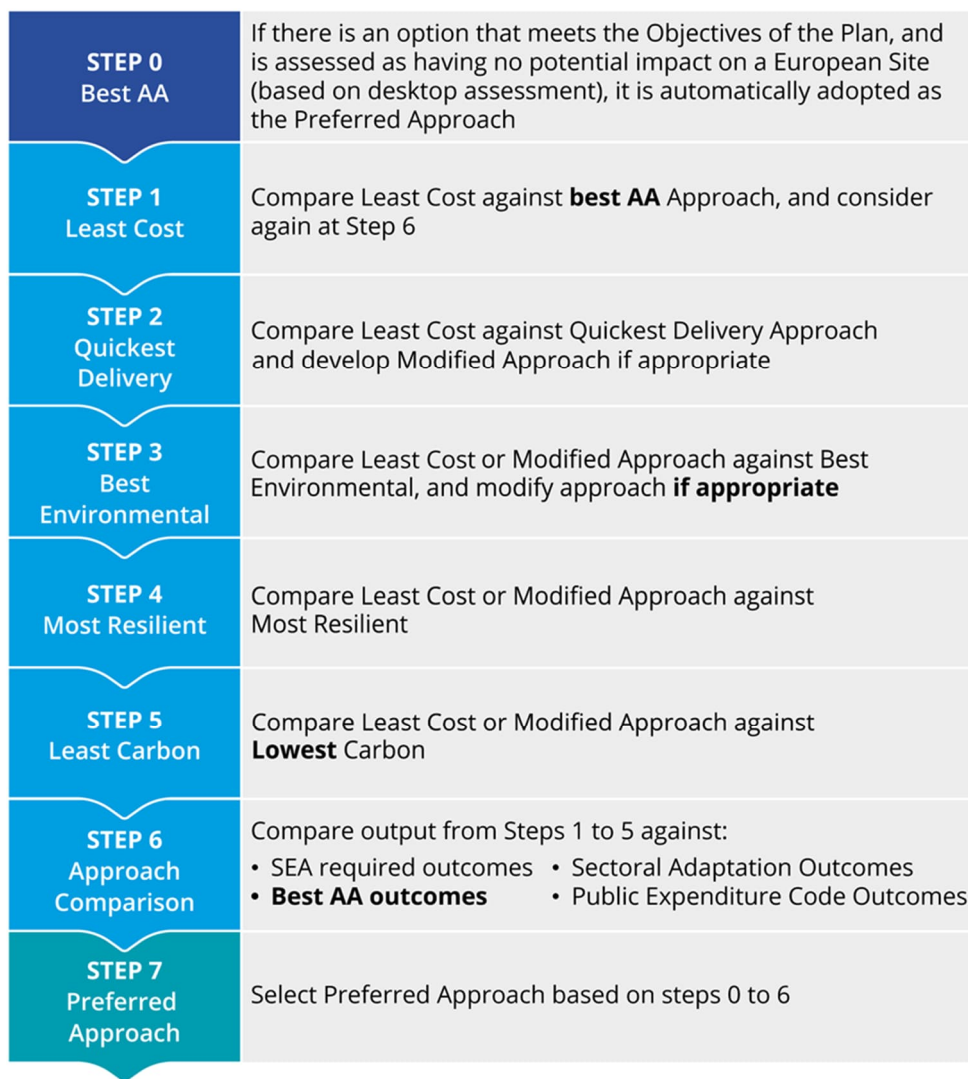 STEP 0
Best AA
If there is an option that meets the Objectives of the Plan, and
is assessed as having no potential impact on a European Site
(based on desktop assessment), it is automatically adopted as
the Preferred Approach
STEP 1
Least Cost
Compare Least Cost against best AA Approach, and consider
again at Step 6
STEP 2
Quickest
Delivery
Compare Least Cost against Quickest Delivery Approach
and develop Modified Approach if appropriate
STEP 3
Best
Environmental
Compare Least Cost or Modified Approach against Best
Environmental, and modify approach if appropriate
STEP 4
Most Resilient
Compare Least Cost or Modified Approach against
Most Resilient
STEP 5
Least Carbon
Compare Least Cost or Modified Approach against
Lowest Carbon
STEP 6
Approach
Comparison
Compare output from Steps 1 to 5 against:
• SEA required outcomes • Sectoral Adaptation Outcomes
• Best AA outcomes • Public Expenditure Code Outcomes
STEP 7
Preferred
Approach
Select Preferred Approach based on steps 0 to 6